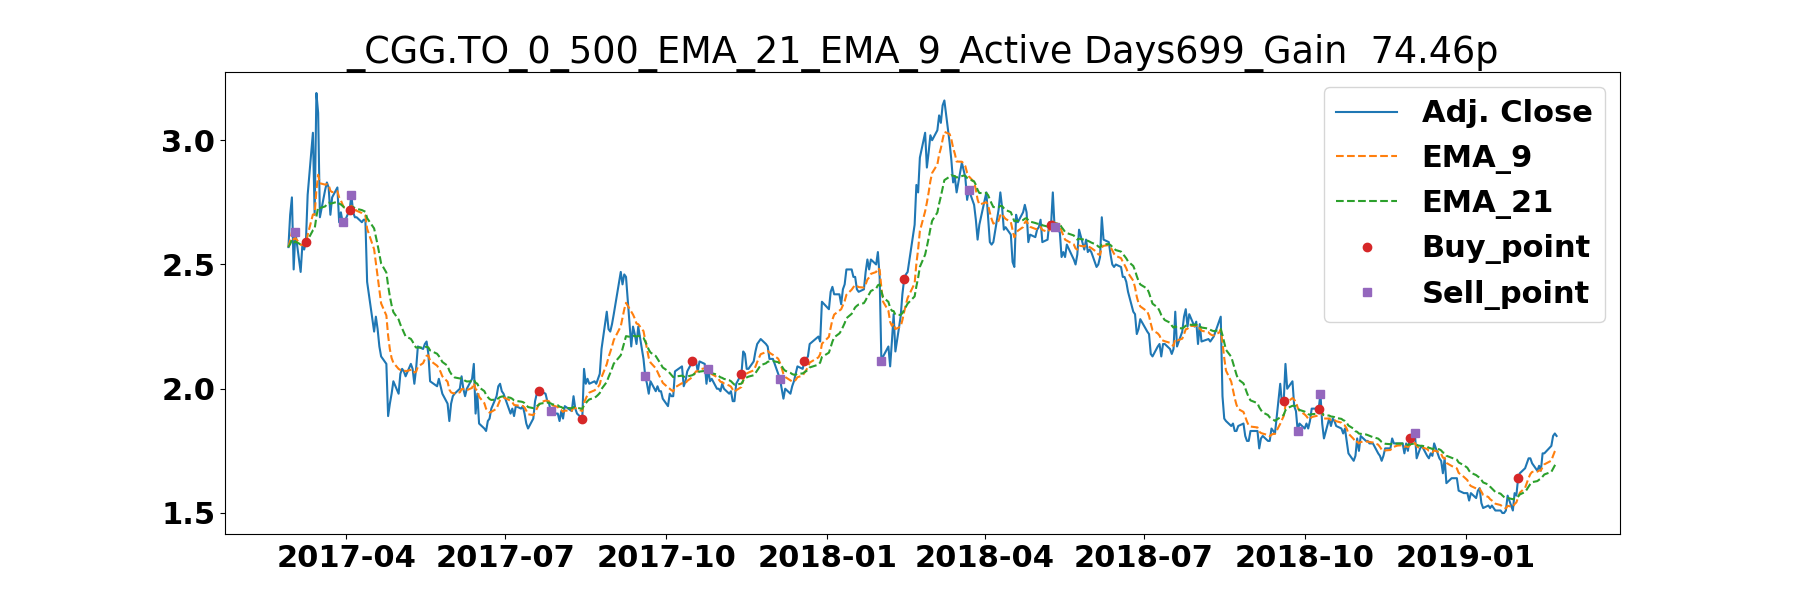 _CGG.TO_0_500_EMA_21_EMA_9_Active Days699_Gain  74.46p
3.0
2.5
2.0
1.5
Adj. Close
EMA_9
EMA_21
Buy_point
Sell_point
2017-04 2017-07 2017-10 2018-01 2018-04 2018-07 2018-10 2019-01